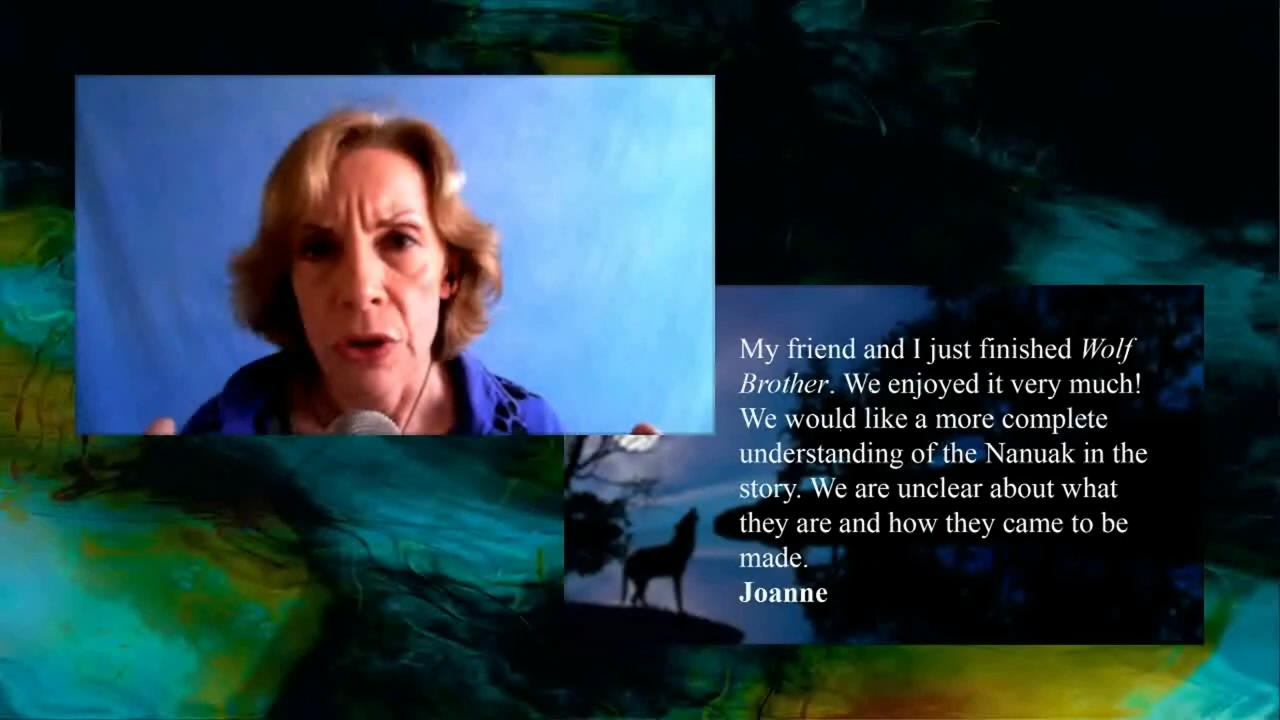 My friend and I just finished Wolf
Brother. We enjoyed it very much!
We would like a more complete
understanding of the Nanuak in the
story. We are unclear about what
they are and how they came to be
made.
Joanne